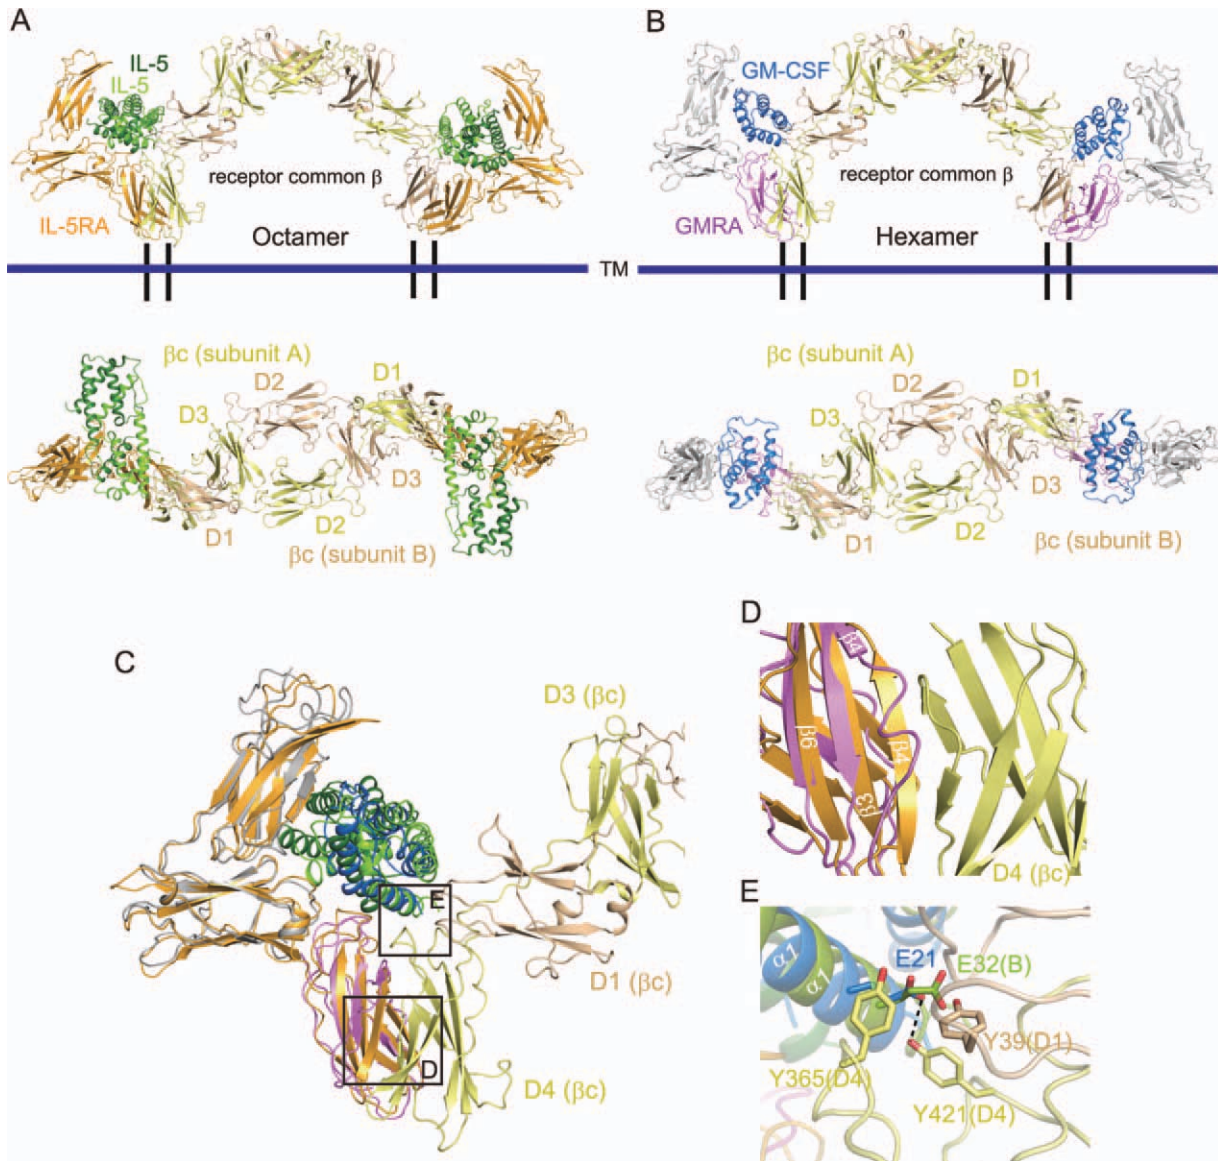 A
IL-5
IL-5
receptor common β
IL-5RA
Octamer
B
GM-CSF
receptor common β
GMRA
Hexamer
TM
βc (subunit A)
D2
D1
D3
D3
D1
D2
βc (subunit B)
βc (subunit A)
D2
D1
D3
D3
D1
D2
βc (subunit B)
C
D3 (βc)
E
D1 (βc)
D
D4 (βc)
D
β4
β6
β4
β3
D4 (βc)
E
α1
α1
E21
E32(B)
Y39(D1)
Y365(D4)
Y421(D4)